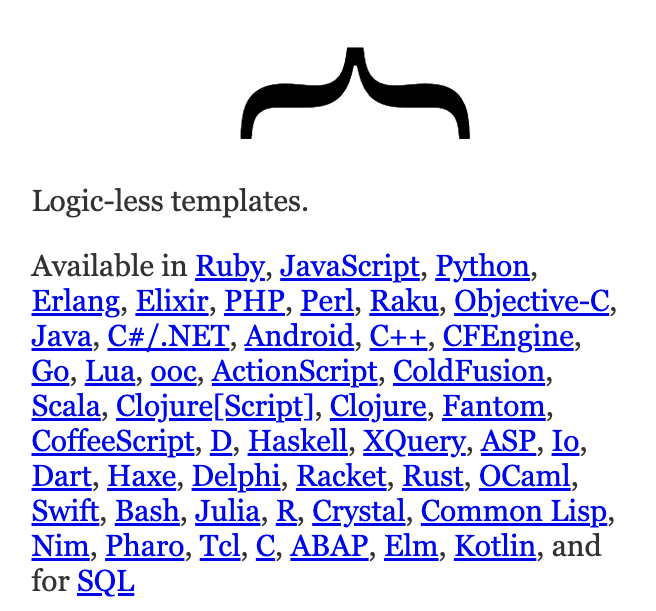 Logic-less templates.
Available in Ruby, JavaScript, Python,
Erlang, Elixir, PHP, Perl, Raku, Objective-C,
Java, C#/.NET, Android, C++, CFEngine,
Go, Lua, ooc, ActionScript, ColdFusion,
Scala, Clojure[Script], Clojure, Fantom,
CoffeeScript, D, Haskell, XQuery, ASP, Io,
Dart, Haxe, Delphi, Racket, Rust, OCaml,
Swift, Bash, Julia, R, Crystal, Common Lisp,
Nim, Pharo, Tcl, C, ABAP, Elm, Kotlin, and
for SQL